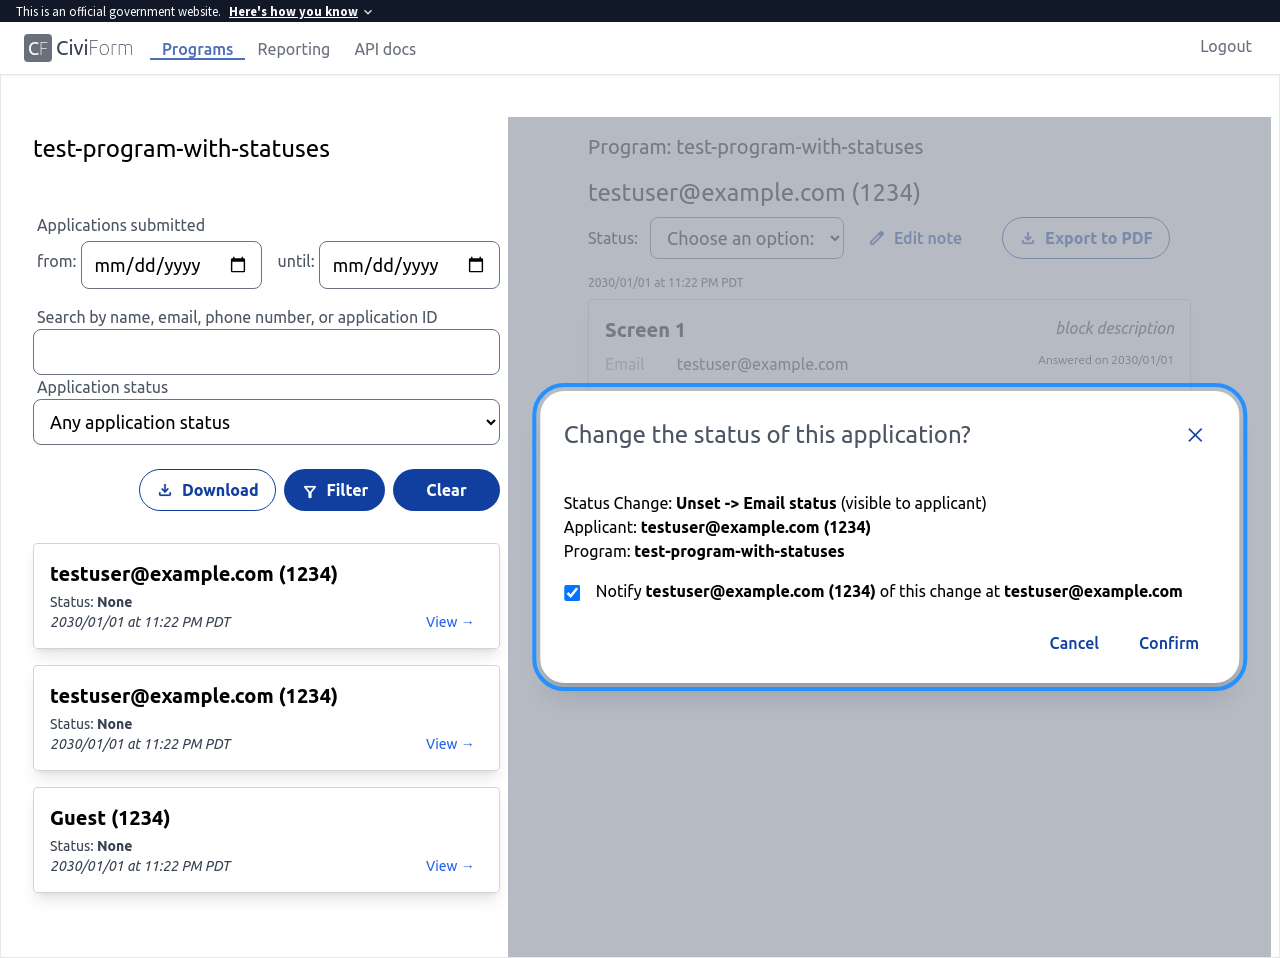 This is an official government website. Here's how you know
CF CiviForm Programs Reporting API docs Logout
test-program-with-statuses
Applications submitted
from: mm/dd/yyyy until: mm/dd/yyyy
Search by name, email, phone number, or application ID
Application status
Any application status
Download Filter Clear
testuser@example.com (1234)
Status: None
2030/01/01 at 11:22 PM PDT View →
testuser@example.com (1234)
Status: None
2030/01/01 at 11:22 PM PDT View →
Guest (1234)
Status: None
2030/01/01 at 11:22 PM PDT View →
Program: test-program-with-statuses
testuser@example.com (1234)
Status: Choose an option: Edit note Export to PDF
2030/01/01 at 11:22 PM PDT
Screen 1 block description
Email testuser@example.com Answered on 2030/01/01
Change the status of this application?
Status Change: Unset -> Email status (visible to applicant)
Applicant: testuser@example.com (1234)
Program: test-program-with-statuses
Notify testuser@example.com (1234) of this change at testuser@example.com
Cancel Confirm